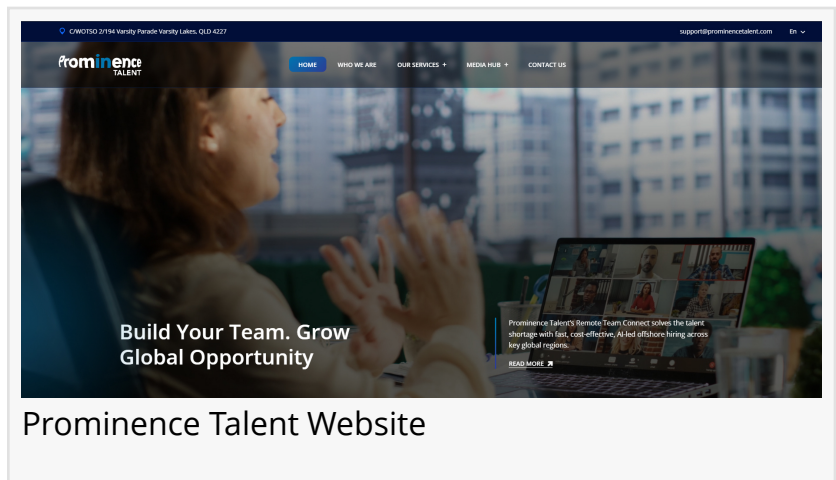 C/WOTSO 2/194 Varsity Parade Varsity Lakes, QLD 4227
support@prominencetalent.com
En
Prominence
TALENT
HOME
WHO WE ARE
OUR SERVICES +
MEDIA HUB +
CONTACT US
Build Your Team. Grow
Global Opportunity
Prominence Talent's Remote Team Connect solves the talent
shortage with fast, cost-effective, AI-led offshore hiring across
key global regions.
READ MORE
Prominence Talent Website